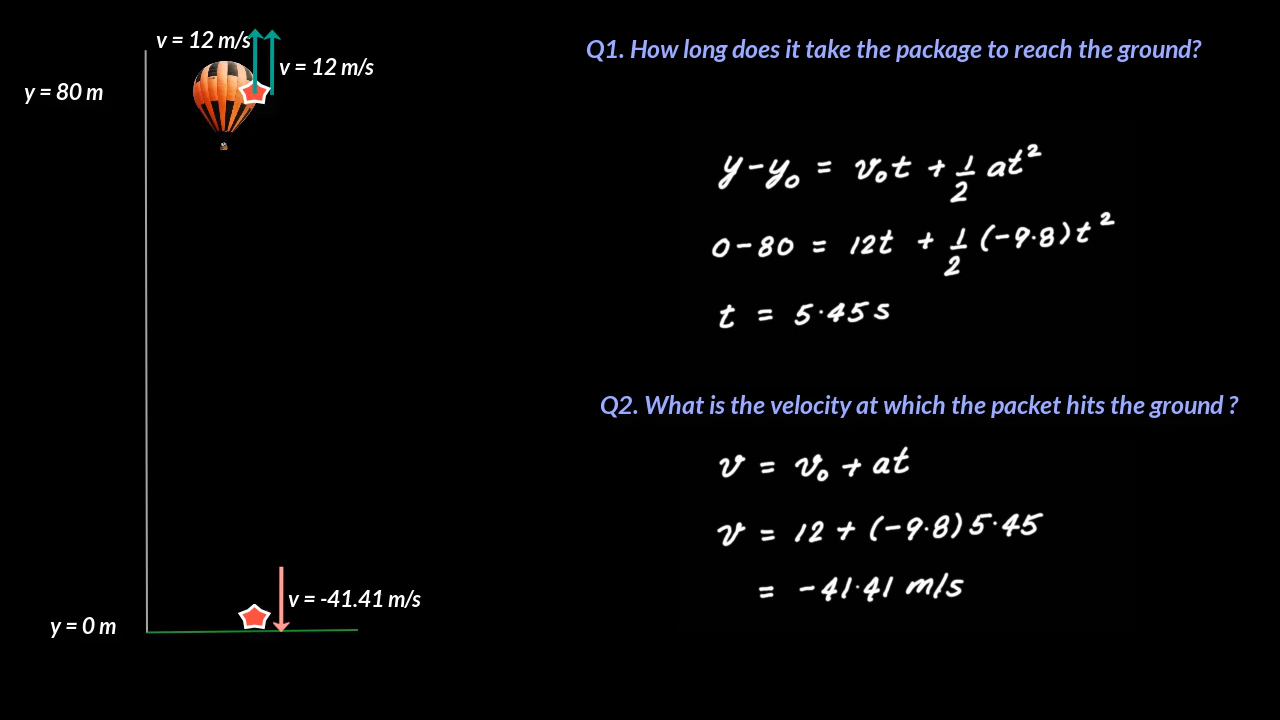 v = 12 m/s
v = 12 m/s
y = 80 m
v = -41.41 m/s
y = 0 m
Q1. How long does it take the package to reach the ground?
y - y₀ = v₀t + 1/2 at²
0 - 80 = 12t + 1/2 (-9.8)t²
t = 5.45 s
Q2. What is the velocity at which the packet hits the ground ?
v = v₀ + at
v = 12 + (-9.8) 5.45
= -41.41 m/s